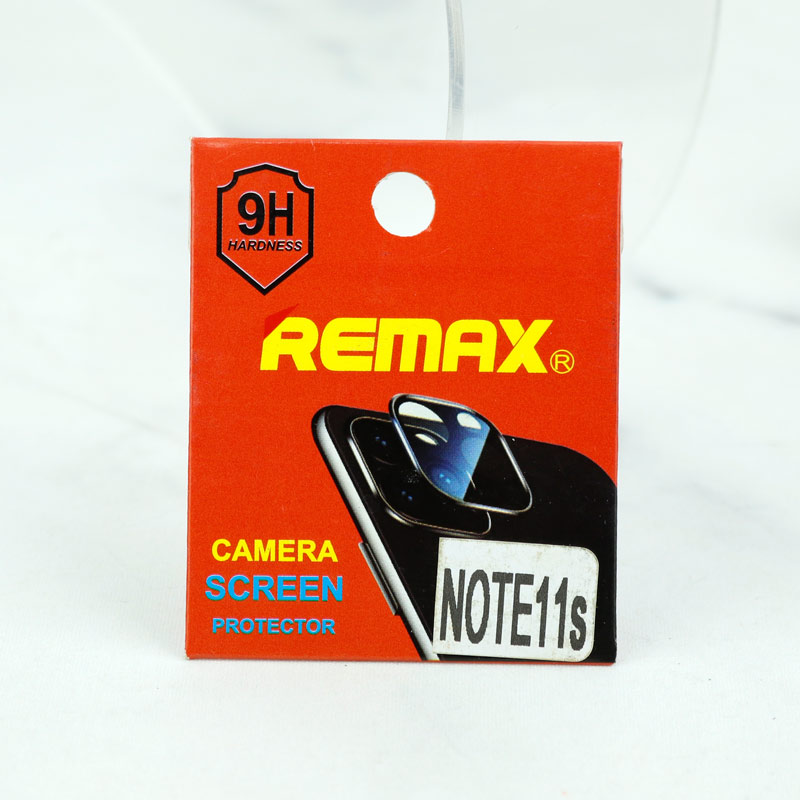 9H
HARDNESS
REMAX®
CAMERA
SCREEN
PROTECTOR
NOTE11s